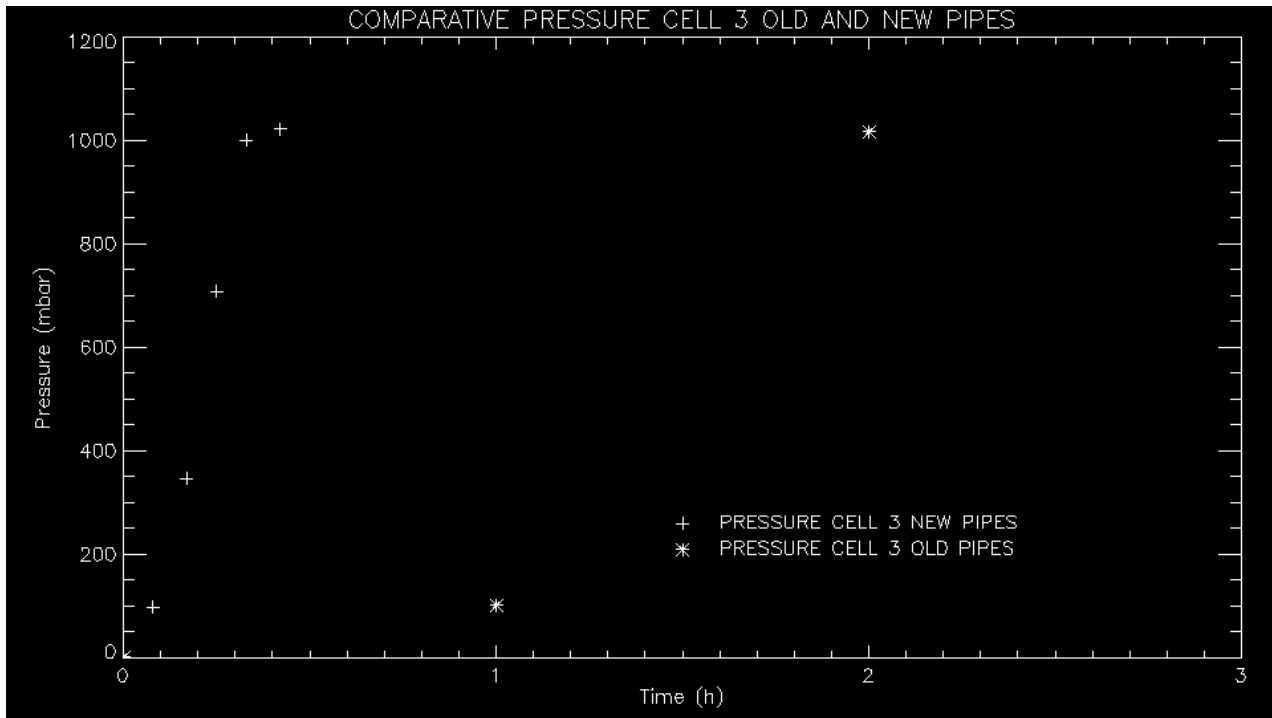 COMPARATIVE PRESSURE CELL 3 OLD AND NEW PIPES
1200
1000
800
600
400
200
0
Pressure (mbar)
PRESSURE CELL 3 NEW PIPES
PRESSURE CELL 3 OLD PIPES
0 1 2 3
Time (h)